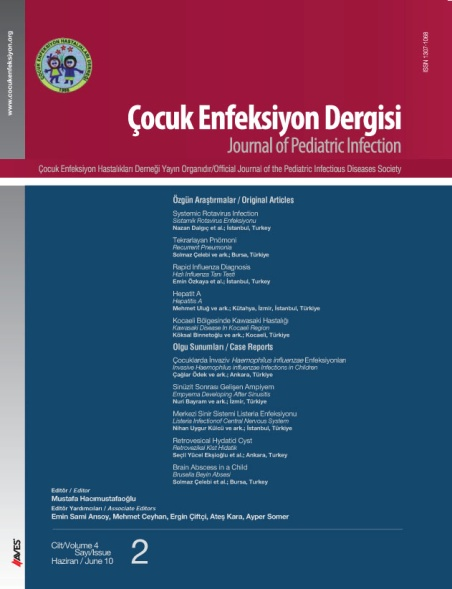 www.cocukenfeksiyon.org
ISSN 1307-1068
ÇOCUK ENFEKSİYON HASTALIKLARI DERNEĞİ
Çocuk Enfeksiyon Dergisi
Journal of Pediatric Infection
Çocuk Enfeksiyon Hastalıkları Derneği Yayın Organıdır/Official Journal of the Pediatric Infectious Diseases Society
Özgün Araştırmalar / Original Articles
Systemic Rotavirus Infection
Sistemik Rotavirus Enfeksiyonu
Nazan Dalgıç et al.; İstanbul, Turkey
Tekrarlayan Pnömoni
Recurrent Pneumonia
Solmaz Çelebi ve ark.; Bursa, Türkiye
Rapid Influenza Diagnosis
Hızlı Influenza Tanı Testi
Emin Özkaya et al.; İstanbul, Turkey
Hepatit A
Hepatitis A
Mehmet Uluğ ve ark.; Kütahya, İzmir, İstanbul, Türkiye
Kocaeli Bölgesinde Kawasaki Hastalığı
Kawasaki Disease In Kocaeli Region
Köksal Binnetoğlu ve ark.; Kocaeli, Türkiye
Olgu Sunumları / Case Reports
Çocuklarda İnvaziv Haemophilus influenzae Enfeksiyonları
Invasive Haemophilus influenzae Infections in Children
Çağlar Ödek ve ark.; Ankara, Türkiye
Sinüzit Sonrası Gelişen Ampiyem
Empyema Developing After Sinusitis
Nuri Bayram ve ark.; İzmir, Türkiye
Merkezi Sinir Sistemi Listeria Enfeksiyonu
Listeria Infectionof Central Nervous System
Nihan Uygur Külcü ve ark.; İstanbul, Türkiye
Retrovesical Hydatid Cyst
Retrovezikal Kist Hidatik
Seçil Yücel Ekşioğlu et al.; Ankara, Turkey
Brain Abscess in a Child
Brusella Beyin Absesi
Solmaz Çelebi et al.; Bursa, Turkey
Editör / Editor
Mustafa Hacımustafaoğlu
Editör Yardımcıları / Associate Editors
Emin Sami Arısoy, Mehmet Ceyhan, Ergin Çiftçi, Ateş Kara, Ayper Somer
AVES
Cilt/Volume 4
Sayı/Issue
Haziran / June 10
2